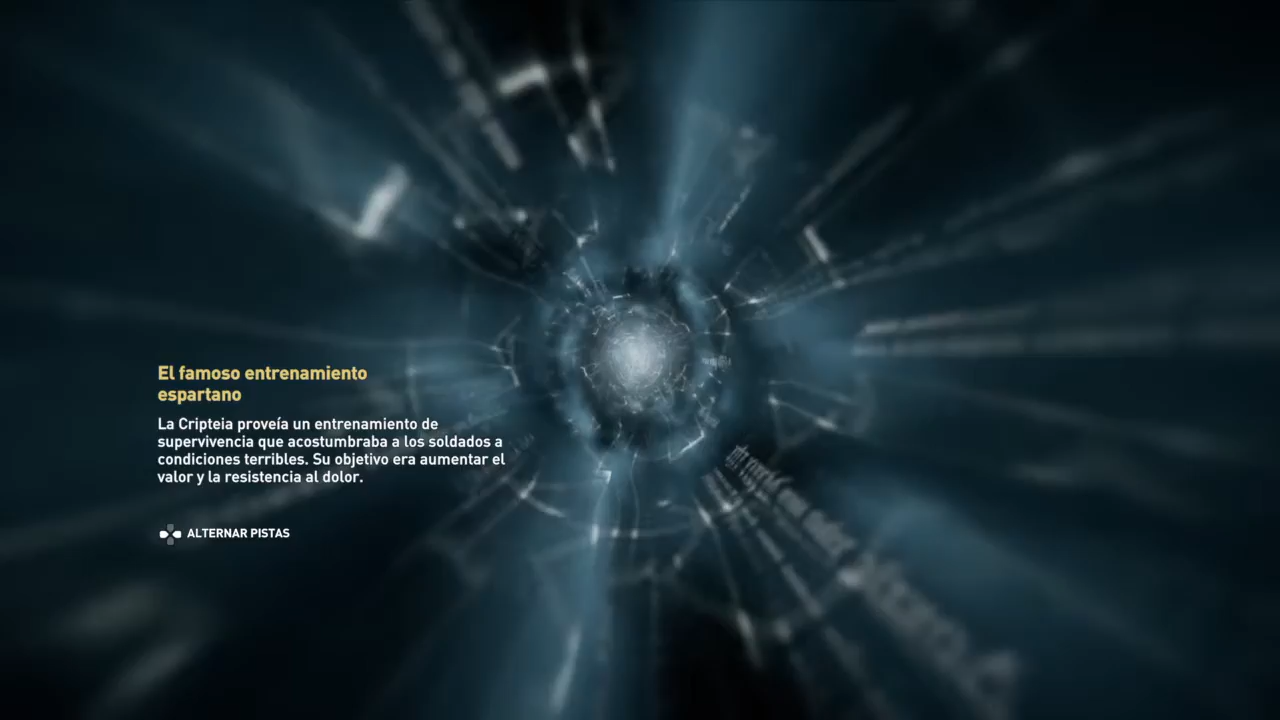 El famoso entrenamiento
espartano
La Cripteia proveía un entrenamiento de
supervivencia que acostumbraba a los soldados a
condiciones terribles. Su objetivo era aumentar el
valor y la resistencia al dolor.
ALTERNAR PISTAS